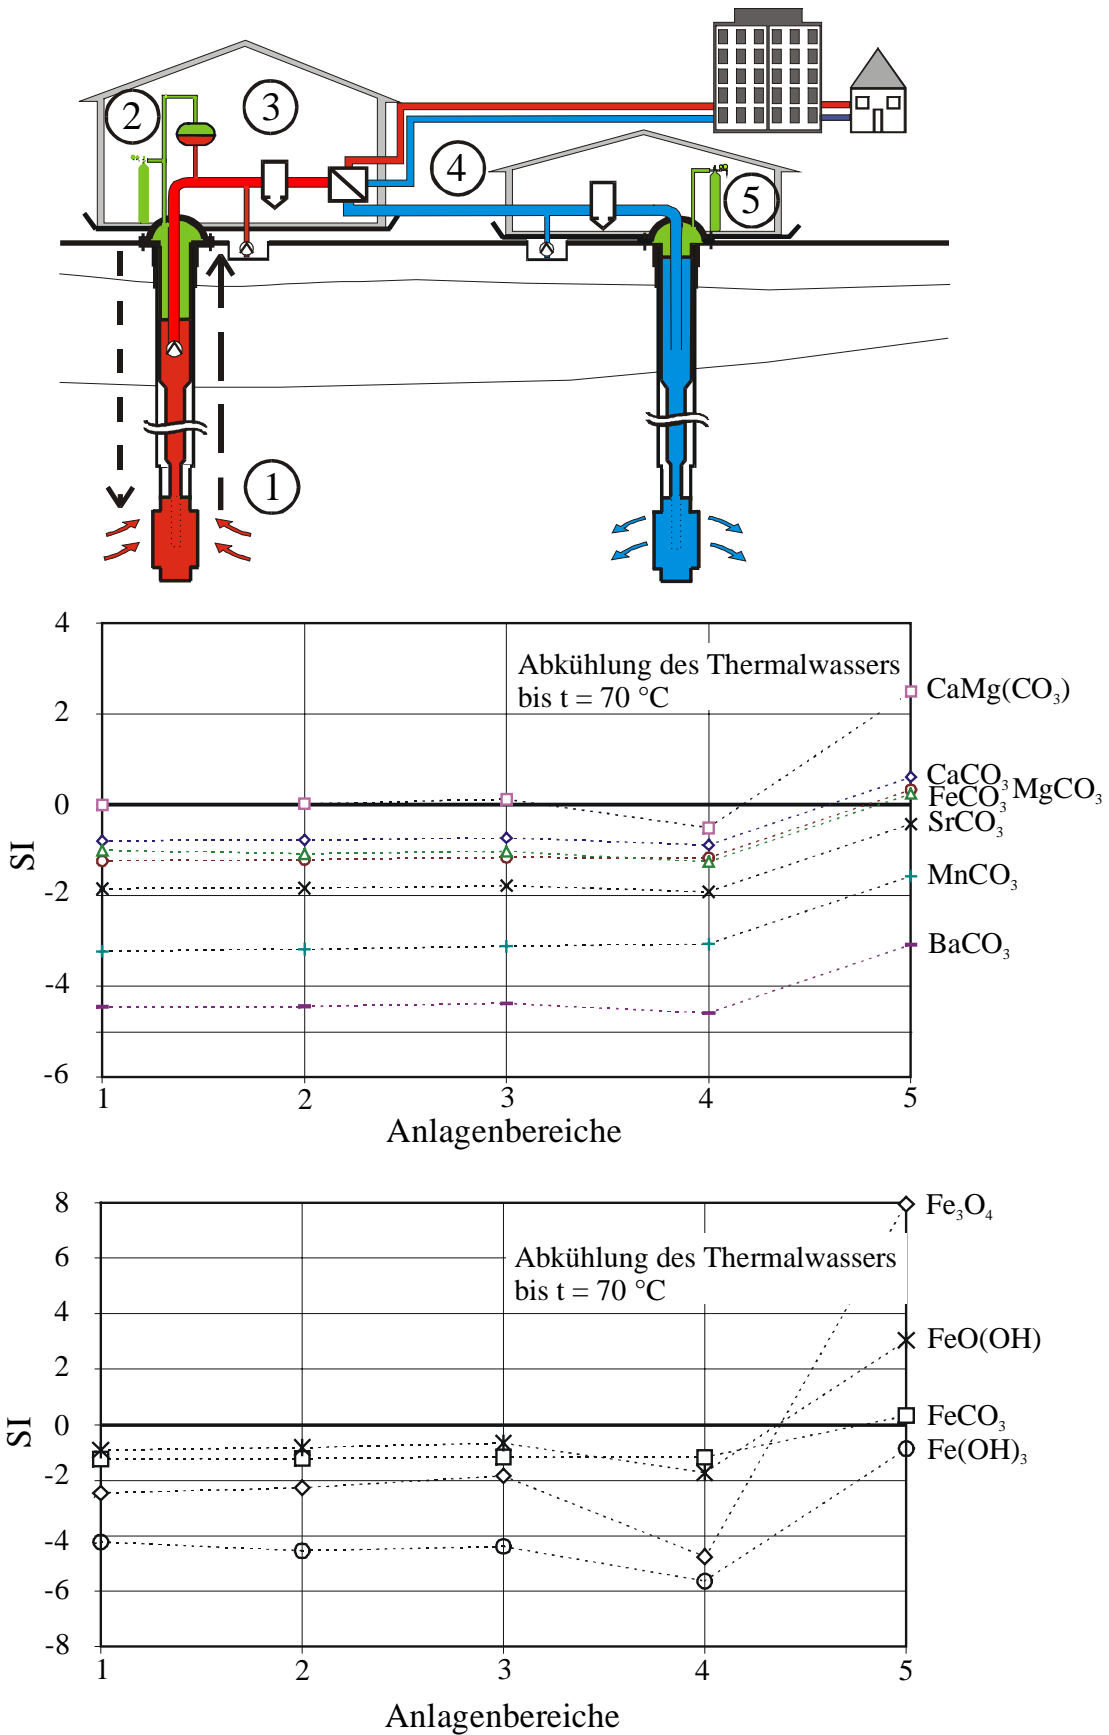 2
3
4
5
1
4
2
0
-2
-4
-6
SI
Abkühlung des Thermalwassers
bis t = 70 °C
CaMg(CO₃)
CaCO₃
FeCO₃ MgCO₃
SrCO₃
MnCO₃
BaCO₃
1 2 3 4 5
Anlagenbereiche
8
6
4
2
0
-2
-4
-6
-8
SI
Abkühlung des Thermalwassers
bis t = 70 °C
Fe₃O₄
FeO(OH)
FeCO₃
Fe(OH)₃
1 2 3 4 5
Anlagenbereiche